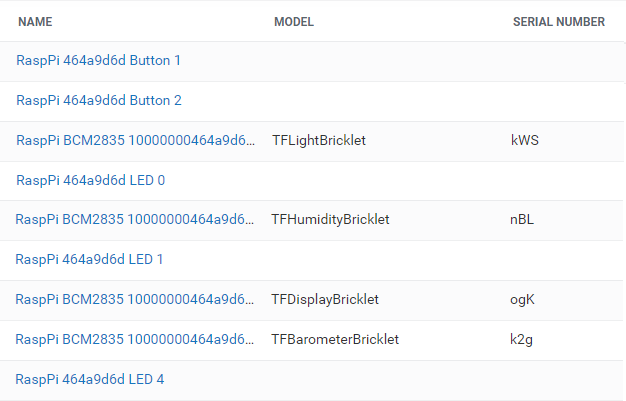 NAME MODEL SERIAL NUMBER
RaspPi 464a9d6d Button 1
RaspPi 464a9d6d Button 2
RaspPi BCM2835 10000000464a9d6... TFLightBricklet kWS
RaspPi 464a9d6d LED 0
RaspPi BCM2835 10000000464a9d6... TFHumidityBricklet nBL
RaspPi 464a9d6d LED 1
RaspPi BCM2835 10000000464a9d6... TFDisplayBricklet ogK
RaspPi BCM2835 10000000464a9d6... TFBarometerBricklet k2g
RaspPi 464a9d6d LED 4